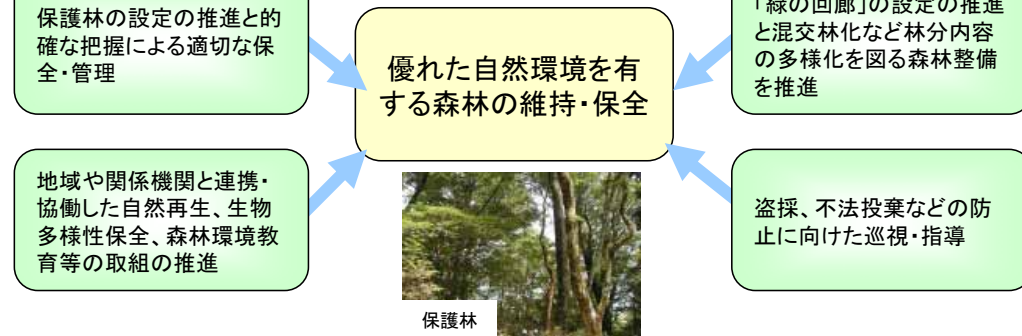 保護林の設定の推進と的
確な把握による適切な保
全・管理
優れた自然環境を有
する森林の維持・保全
「緑の回廊」の設定の推進
と混交林化など林分内容
の多様化を図る森林整備
を推進
地域や関係機関と連携・
協働した自然再生、生物
多様性保全、森林環境教
育等の取組の推進
盗採、不法投棄などの防
止に向けた巡視・指導
保護林